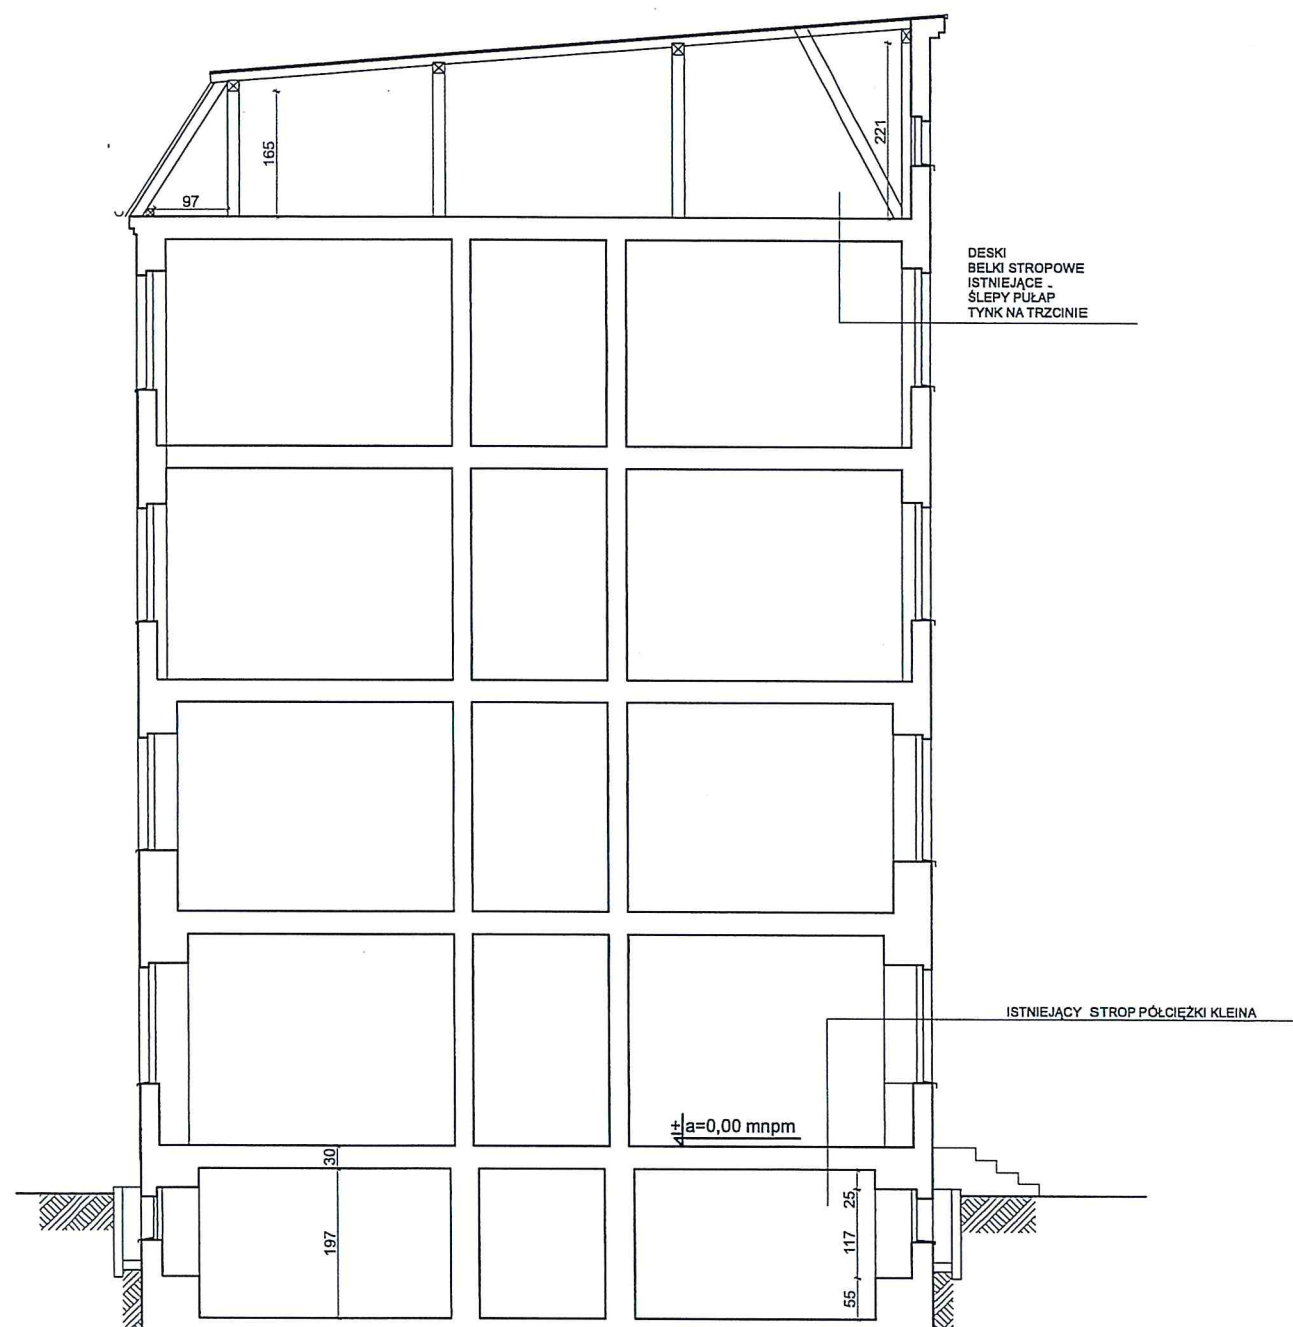 165
221
97
DESKI
BELKI STROPOWE
ISTNIEJĄCE -
ŚLEPY PUŁAP
TYNK NA TRZCINIE
ISTNIEJĄCY STROP PÓŁCIĘŻKI KLEINA
±a=0,00 mnpm
30
197
25
117
55